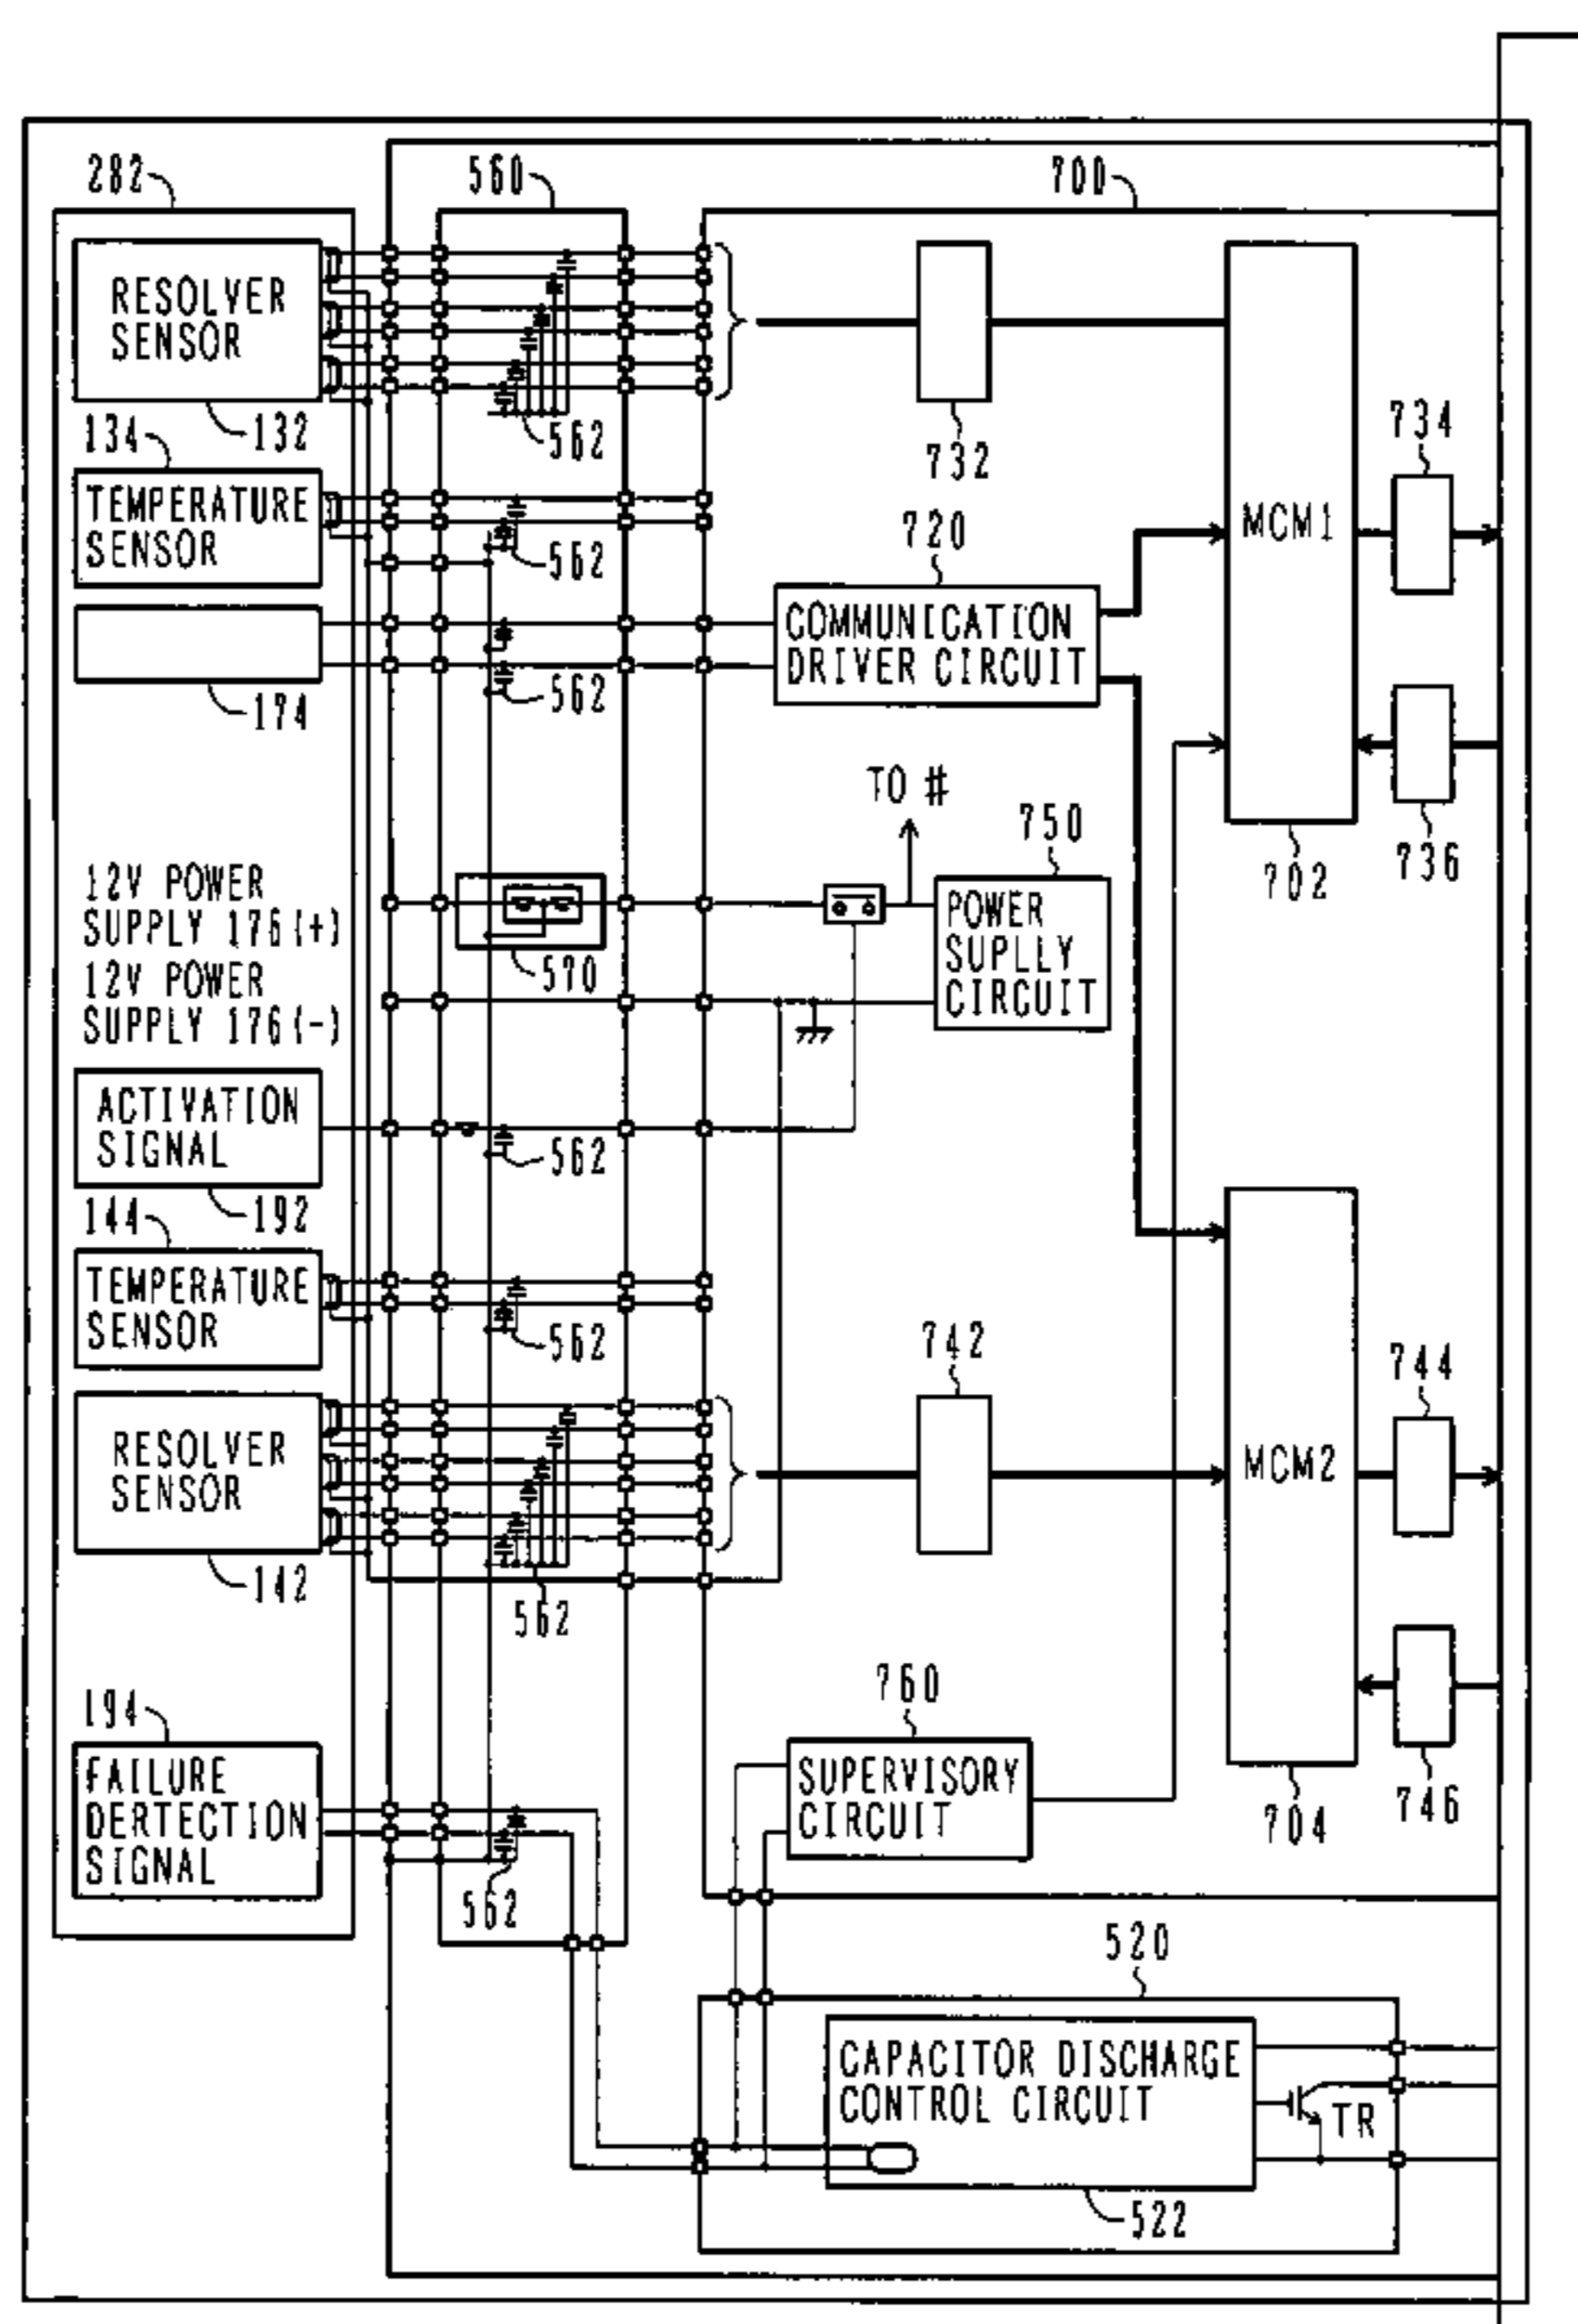 282
560
700
RESOLVER
SENSOR
132
562
732
734
134
TEMPERATURE
SENSOR
562
720
MCM1
COMMUNICATION
DRIVER CIRCUIT
174
562
TO #
750
702
736
12V POWER
SUPPLY 176(+)
12V POWER
SUPPLY 176(-)
570
POWER
SUPLLY
CIRCUIT
ACTIVATION
SIGNAL
562
192
144
TEMPERATURE
SENSOR
562
742
744
RESOLVER
SENSOR
MCM2
142
562
760
194
FAILURE
DERTECTION
SIGNAL
SUPERVISORY
CIRCUIT
704
746
562
520
CAPACITOR DISCHARGE
CONTROL CIRCUIT
TR
522